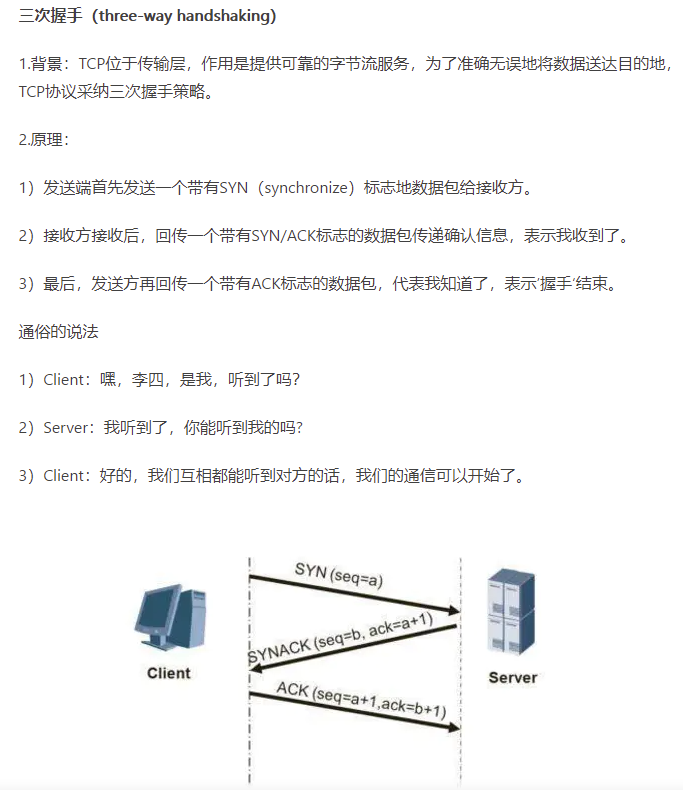 三次握手（three-way handshaking）
1.背景：TCP位于传输层，作用是提供可靠的字节流服务，为了准确无误地将数据送达目的地，
TCP协议采纳三次握手策略。
2.原理：
1）发送端首先发送一个带有SYN（synchronize）标志地数据包给接收方。
2）接收方接收后，回传一个带有SYN/ACK标志的数据包传递确认信息，表示我收到了。
3）最后，发送方再回传一个带有ACK标志的数据包，代表我知道了，表示‘握手’结束。
通俗的说法
1）Client：嘿，李四，是我，听到了吗？
2）Server：我听到了，你能听到我的吗?
3）Client：好的，我们互相都能听到对方的话，我们的通信可以开始了。
SYN (seq=a)
SYNACK (seq=b, ack=a+1)
Client
Server
ACK (seq=a+1,ack=b+1)